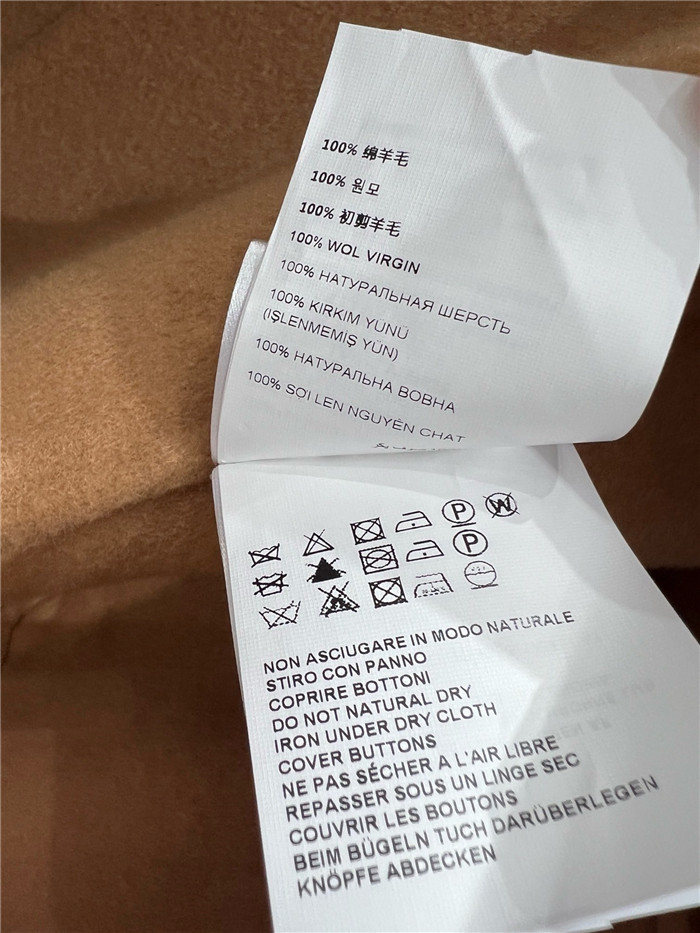 100% 绵羊毛
100% 원모
100% 初剪羊毛
100% WOL VIRGIN
100% НАТУРАЛЬНАЯ ШЕРСТЬ
100% KIRKIM YUNÜ
(IŞLENMEMIŞ YÜN)
100% НАТУРАЛЬНА ВОВНА
100% SOI LEN NGUYÊN CHAT
P W
P
NON ASCIUGARE IN MODO NATURALE
STIRO CON PANNO
COPRIRE BOTTONI
DO NOT NATURAL DRY
IRON UNDER DRY CLOTH
COVER BUTTONS
NE PAS SÉCHER A L'AIR LIBRE
REPASSER SOUS UN LINGE SEC
COUVRIR LES BOUTONS
BEIM BÜGELN TUCH DARÜBERLEGEN
KNÖPFE ABDECKEN